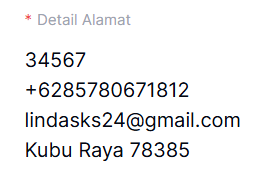 * Detail Alamat
34567
+6285780671812
lindasks24@gmail.com
Kubu Raya 78385